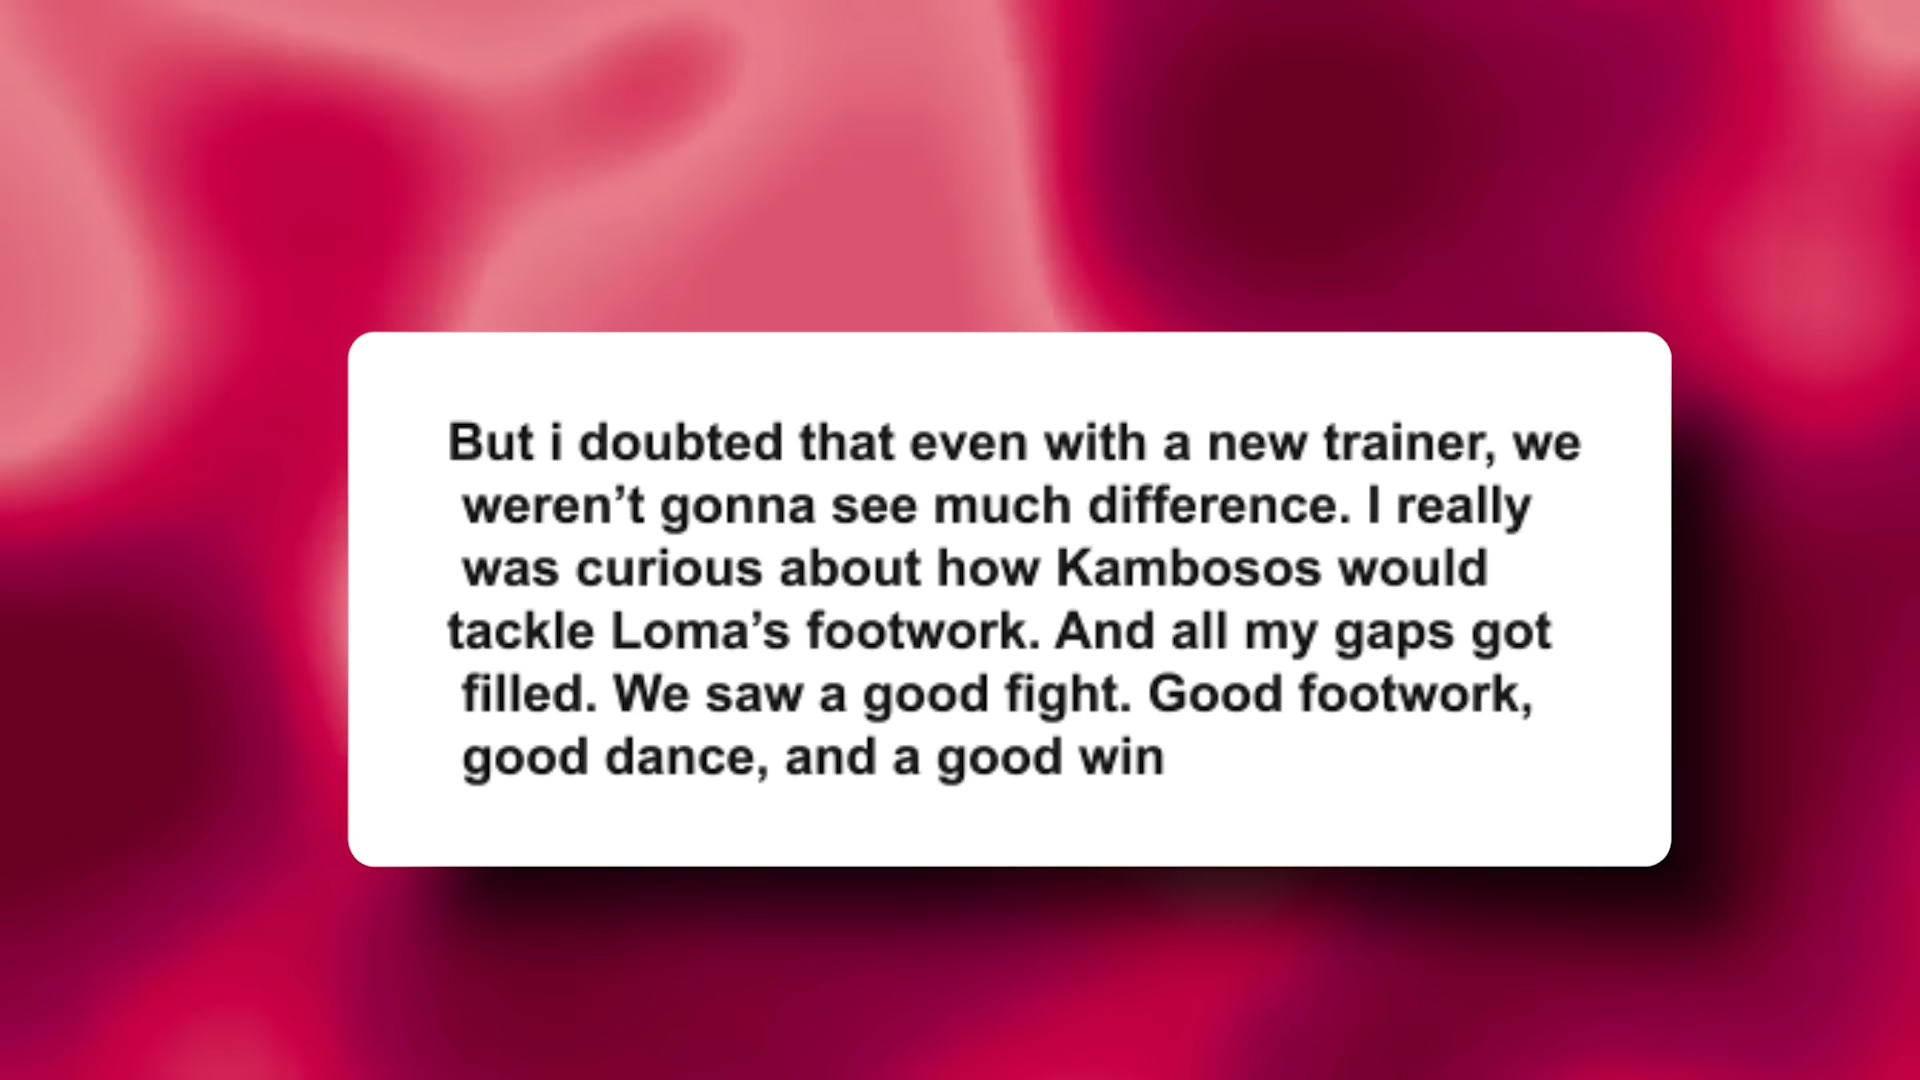 But i doubted that even with a new trainer, we
weren’t gonna see much difference. I really
was curious about how Kambosos would
tackle Loma’s footwork. And all my gaps got
filled. We saw a good fight. Good footwork,
good dance, and a good win